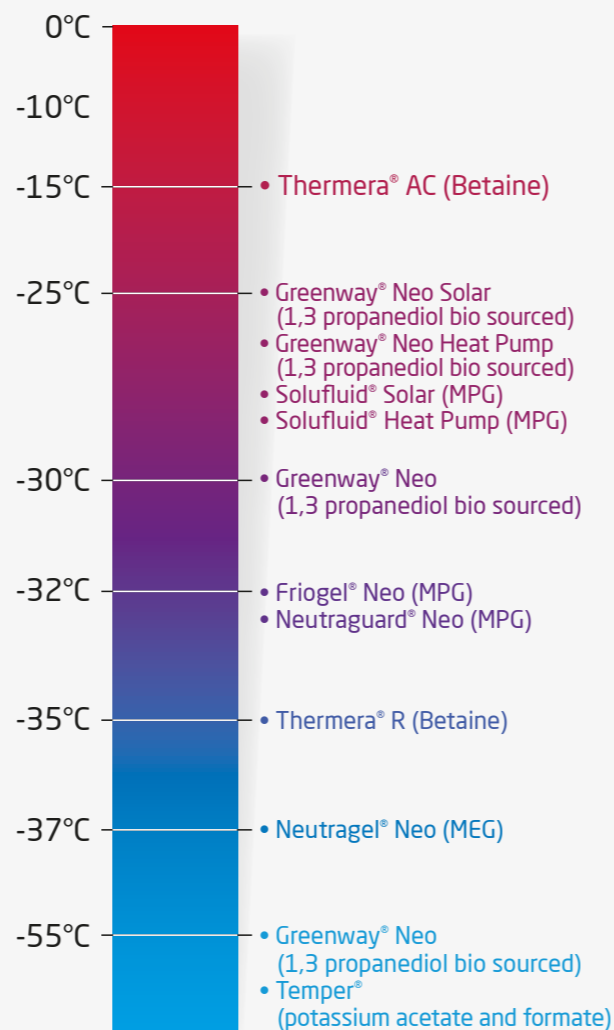 0°C
-10°C
-15°C
• Thermera® AC (Betaine)
-25°C
• Greenway® Neo Solar
(1,3 propanediol bio sourced)
• Greenway® Neo Heat Pump
(1,3 propanediol bio sourced)
• Solufluid® Solar (MPG)
• Solufluid® Heat Pump (MPG)
-30°C
• Greenway® Neo
(1,3 propanediol bio sourced)
-32°C
• Friogel® Neo (MPG)
• Neutraguard® Neo (MPG)
-35°C
• Thermera® R (Betaine)
-37°C
• Neutragel® Neo (MEG)
-55°C
• Greenway® Neo
(1,3 propanediol bio sourced)
• Temper®
(potassium acetate and formate)